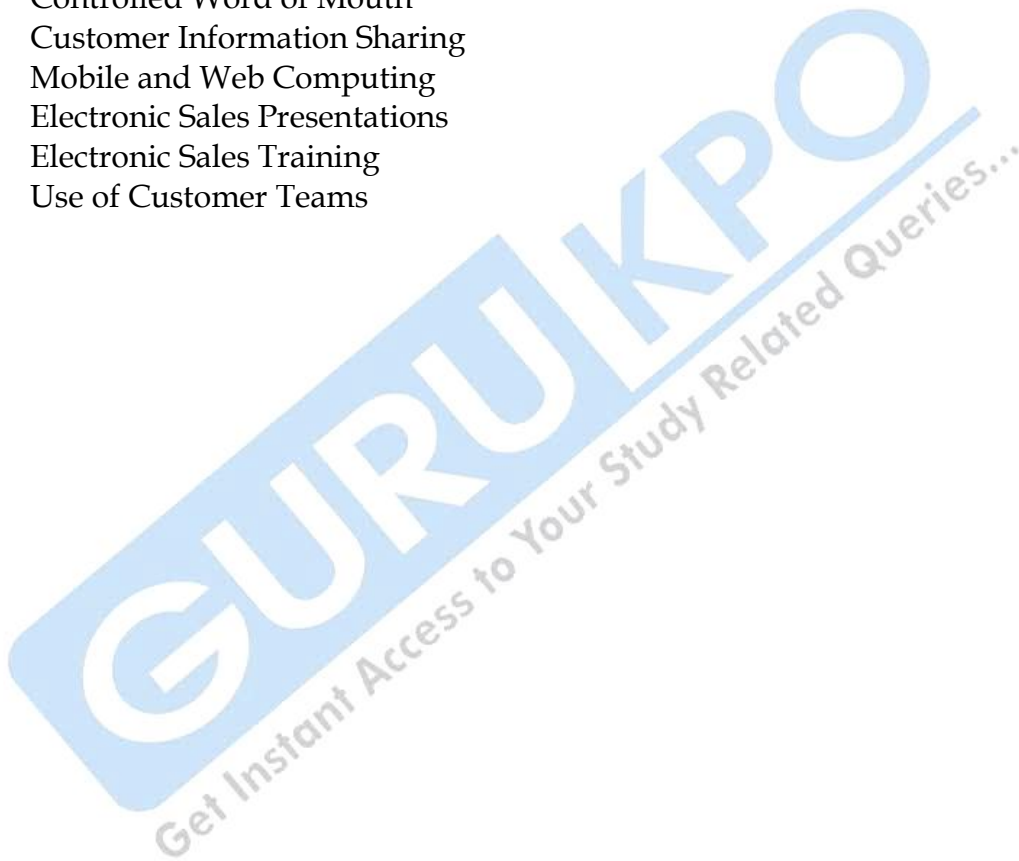 Controlled Word of Mouth
Customer Information Sharing
Mobile and Web Computing
Electronic Sales Presentations
Electronic Sales Training
Use of Customer Teams
GURUKPO
Get Instant Access to Your Study Related Queries...